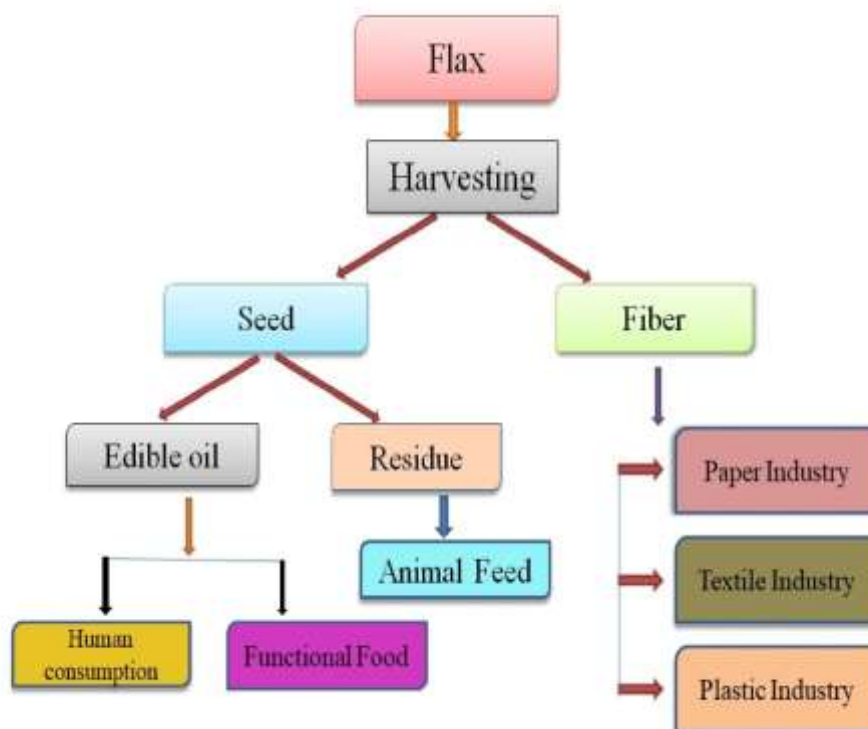 Flax
Harvesting
Seed
Fiber
Edible oil
Residue
Paper Industry
Animal Feed
Textile Industry
Human
consumption
Functional Food
Plastic Industry